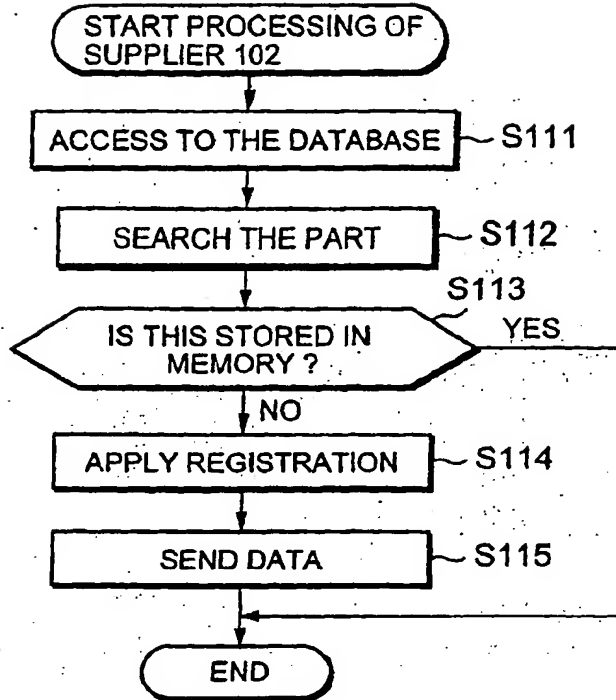 START PROCESSING OF
SUPPLIER 102
ACCESS TO THE DATABASE
S111
SEARCH THE PART
S112
S113
IS THIS STORED IN
MEMORY ?
YES
NO
APPLY REGISTRATION
S114
SEND DATA
S115
END